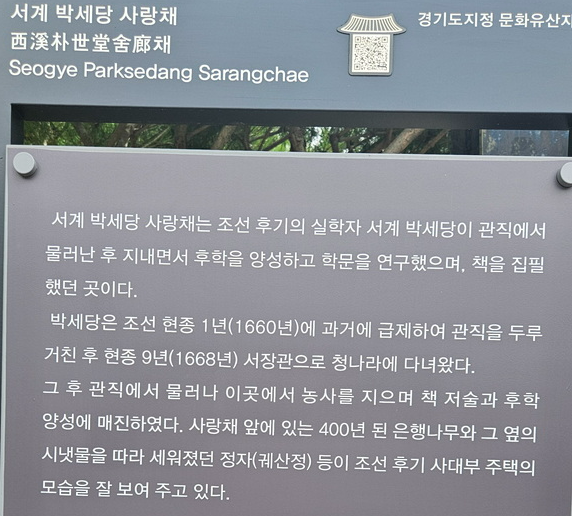 서계 박세당 사랑채
西溪朴世堂舍廊採
Seogye Parksedang Sarangchae
경기도지정 문화유산자
서계 박세당 사랑채는 조선 후기의 실학자 서계 박세당이 관직에서
물러난 후 지내면서 후학을 양성하고 학문을 연구했으며, 책을 집필
했던 곳이다.
박세당은 조선 현종 1년(1660년)에 과거에 급제하여 관직을 두루
거친 후 현종 9년(1668년) 서장관으로 청나라에 다녀왔다.
그 후 관직에서 물러나 이곳에서 농사를 지으며 책 저술과 후학
양성에 매진하였다. 사랑채 앞에 있는 400년 된 은행나무와 그 옆의
시냇물을 따라 세워졌던 정자(궤산정) 등이 조선 후기 사대부 주택의
모습을 잘 보여 주고 있다.